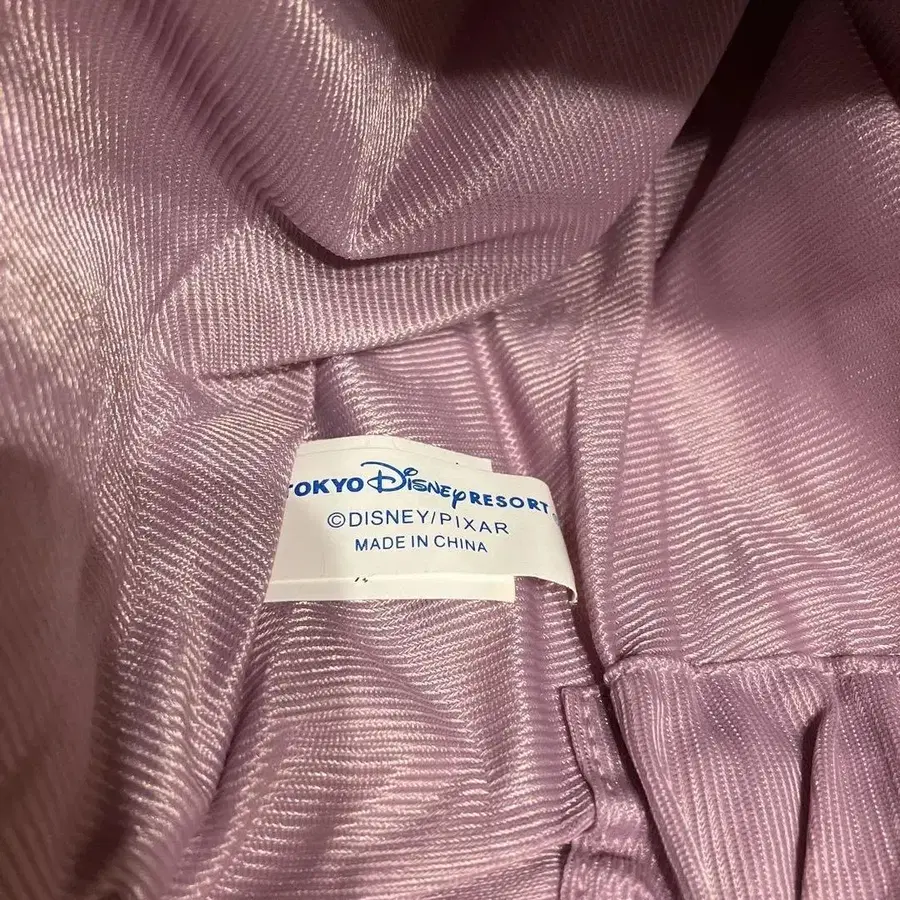 TOKYO DISNEY RESORT
©DISNEY/PIXAR
MADE IN CHINA